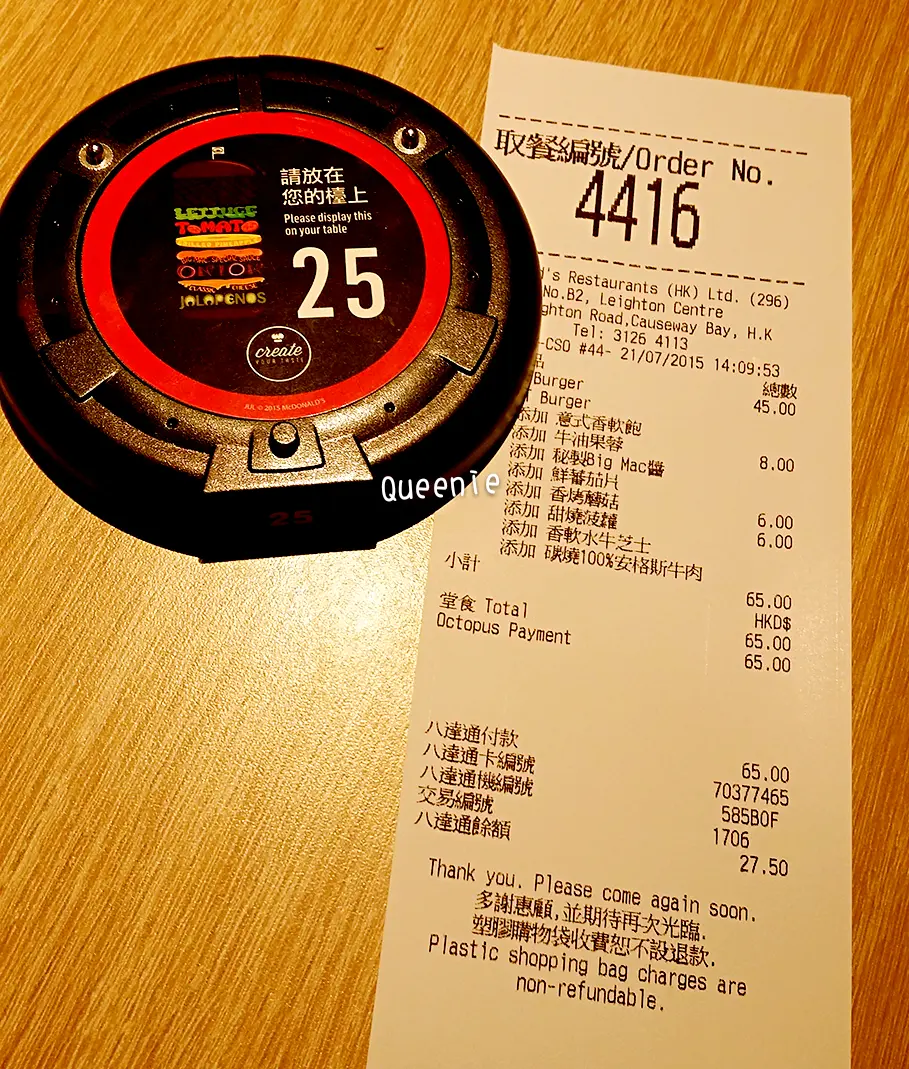 請放在
您的檯上
Please display this
on your table
25
LETTUCE
TOMATO
GRILLED PINEAPPLE
BIG MAC SPECIAL SAUCE
ONION
CLASSIC CHEESE
JALAPENOS
create
YOUR TASTE
JUL © 2015 McDONALD'S
25
Queenie
取餐編號/Order No.
4416
d's Restaurants (HK) Ltd. (296)
No.B2, Leighton Centre
ghton Road,Causeway Bay, H.K
Tel: 3126 4113
-CSO #44- 21/07/2015 14:09:53
品 總數
Burger 45.00
Burger
添加 意式香軟飽
添加 牛油果蓉 8.00
添加 秘製Big Mac醬
添加 鮮蕃茄片
添加 香烤蘑菇 6.00
添加 甜燒菠蘿 6.00
添加 香軟水牛芝士
添加 碳燒100%安格斯牛肉
小計 65.00
HKD$
堂食 Total 65.00
Octopus Payment 65.00
八達通付款 65.00
八達通卡編號 70377465
八達通機編號 585B0F
交易編號 1706
八達通餘額 27.50
Thank you. Please come again soon.
多謝惠顧,並期待再次光臨.
塑膠購物袋收費恕不設退款.
Plastic shopping bag charges are
non-refundable.